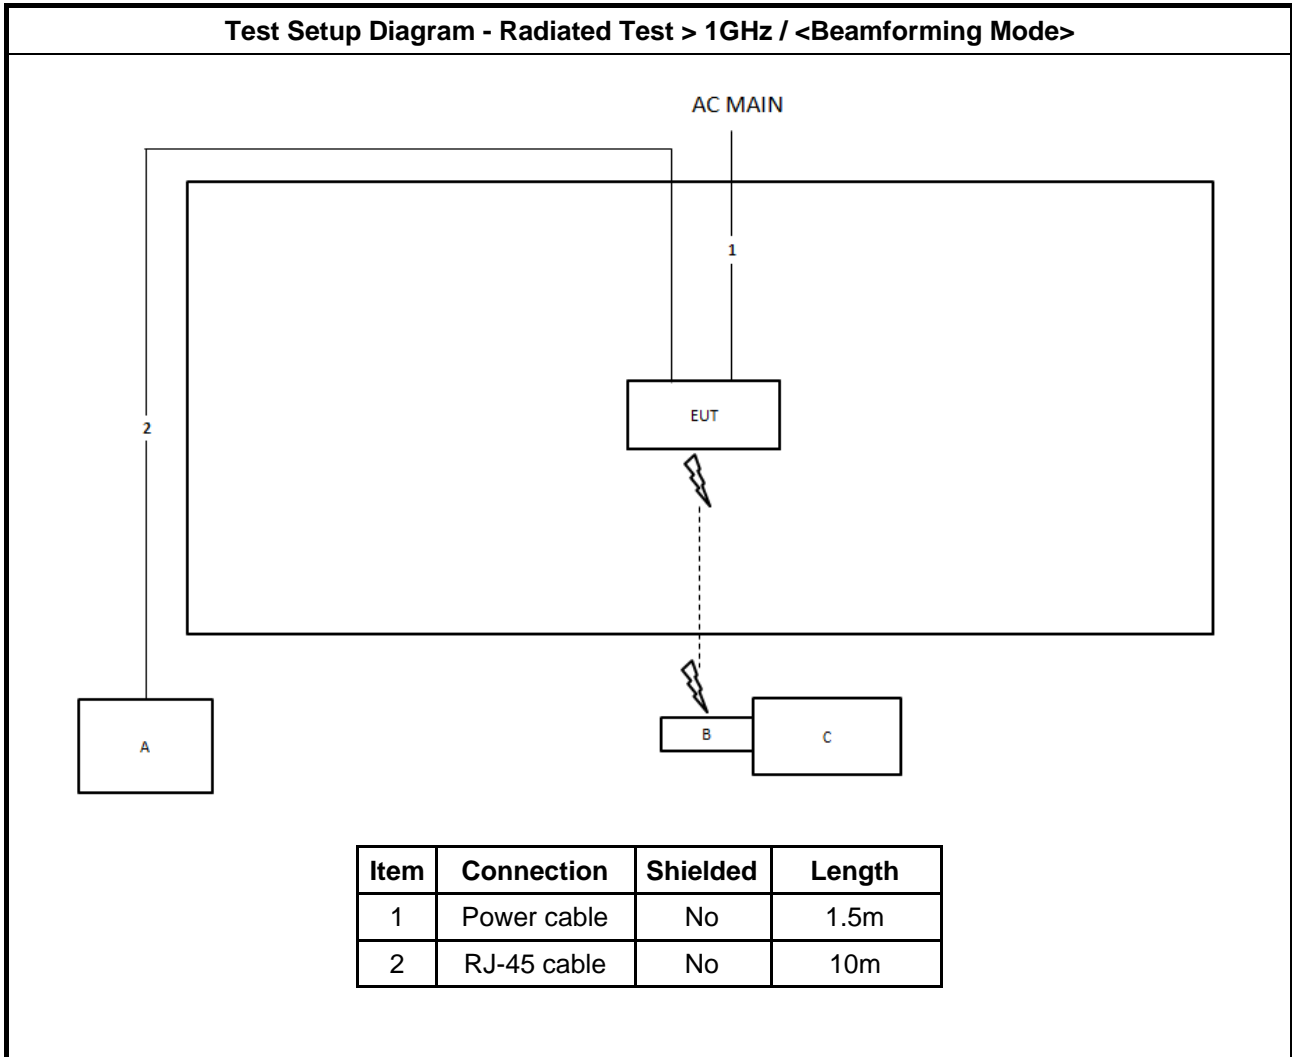 Test Setup Diagram - Radiated Test > 1GHz / <Beamforming Mode>
AC MAIN
1
EUT
2
A
B
C
Item Connection Shielded Length
1 Power cable No 1.5m
2 RJ-45 cable No 10m